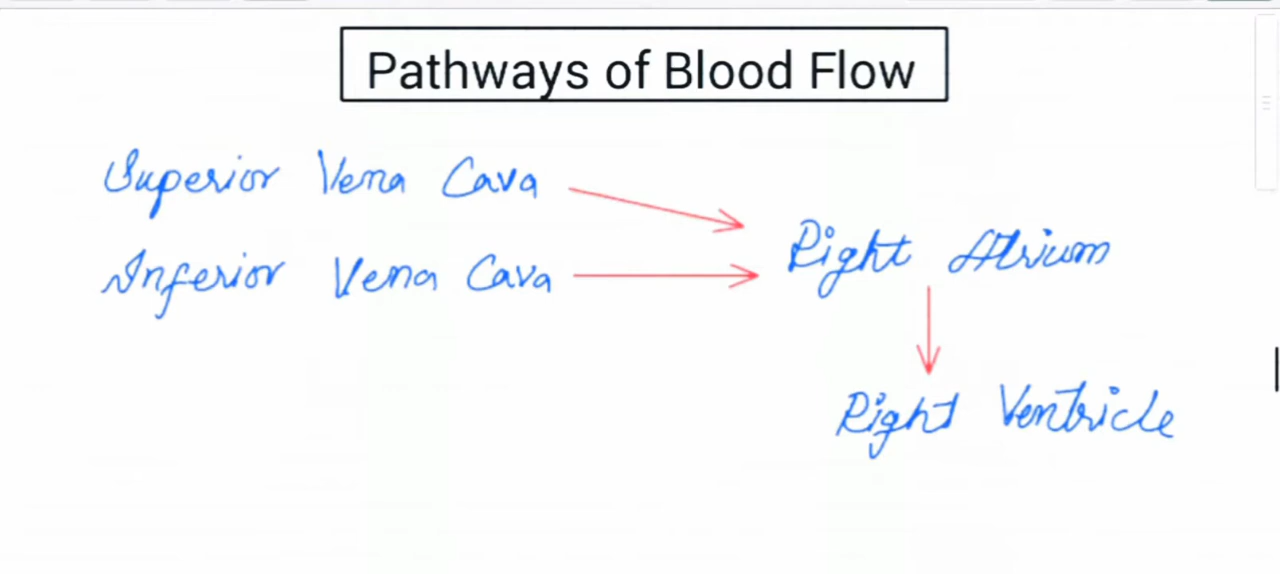 Pathways of Blood Flow
Superior Vena Cava
Inferior Vena Cava
Right Atrium
Right Ventricle